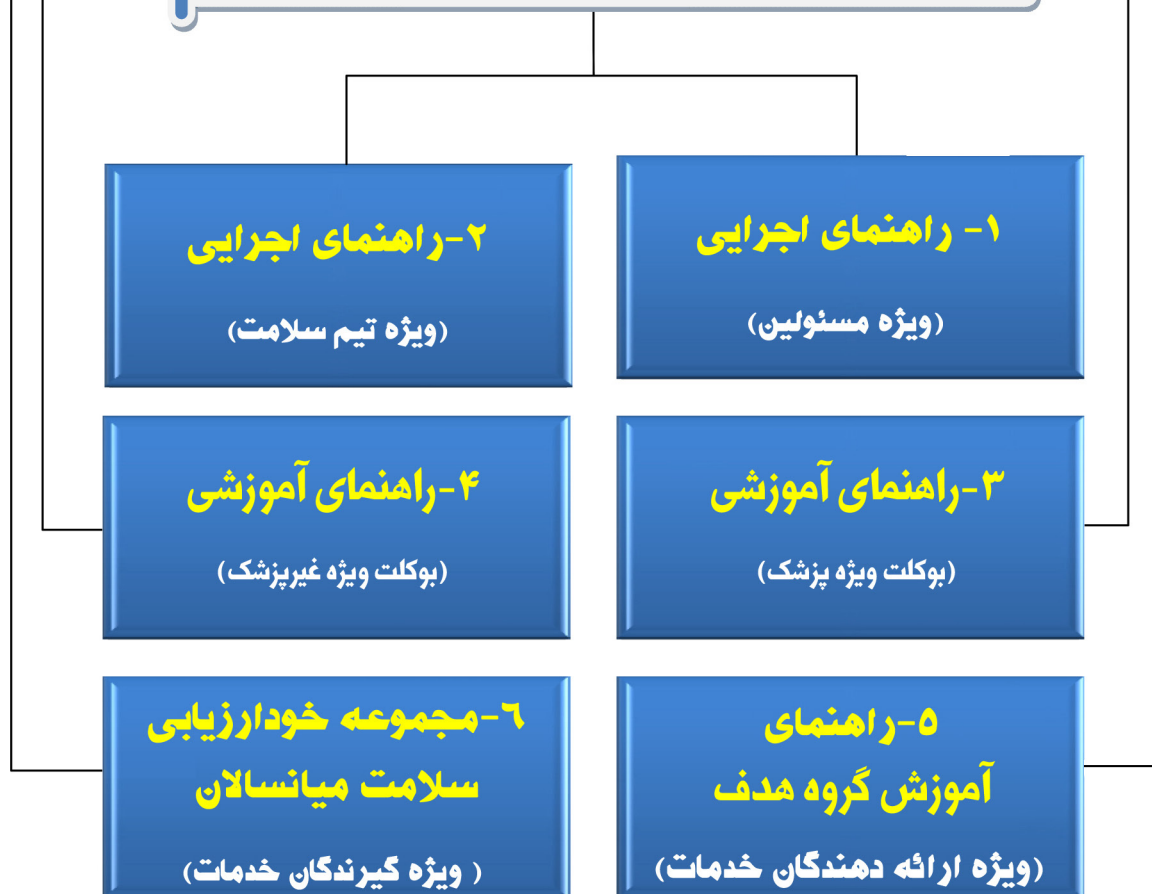 ۱- راهنمای اجرایی
(ویژه مسئولین)
۲-راهنمای اجرایی
(ویژه تیم سلامت)
۳-راهنمای آموزشی
(بوکلت ویژه پزشک)
۴-راهنمای آموزشی
(بوکلت ویژه غیرپزشک)
۵-راهنمای
آموزش گروه هدف
(ویژه ارائه دهندگان خدمات)
۶-مجموعه خودارزیابی
سلامت میانسالان
( ویژه گیرندگان خدمات)